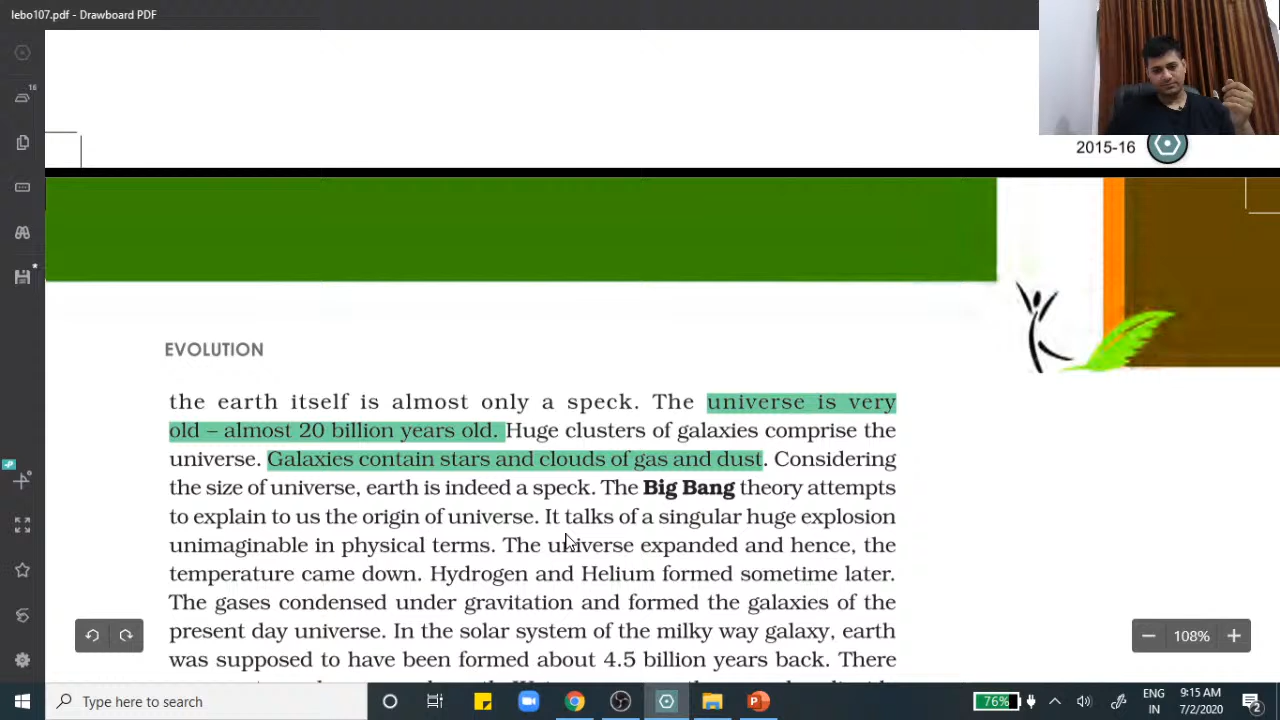 lebo107.pdf - Drawboard PDF
18
2015-16
EVOLUTION
the earth itself is almost only a speck. The universe is very
old – almost 20 billion years old. Huge clusters of galaxies comprise the
universe. Galaxies contain stars and clouds of gas and dust. Considering
the size of universe, earth is indeed a speck. The Big Bang theory attempts
to explain to us the origin of universe. It talks of a singular huge explosion
unimaginable in physical terms. The universe expanded and hence, the
temperature came down. Hydrogen and Helium formed sometime later.
The gases condensed under gravitation and formed the galaxies of the
present day universe. In the solar system of the milky way galaxy, earth
was supposed to have been formed about 4.5 billion years back. There
108%
Type here to search
76%
ENG
IN
9:15 AM
7/2/2020
2